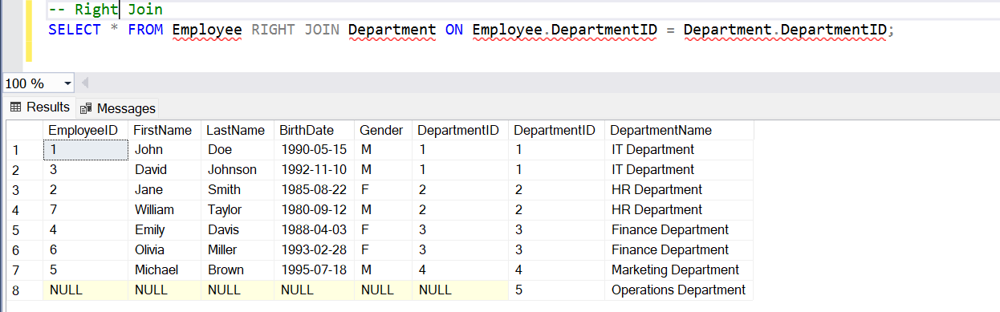 -- Right Join
SELECT * FROM Employee RIGHT JOIN Department ON Employee.DepartmentID = Department.DepartmentID;
100 %
Results Messages
EmployeeID FirstName LastName BirthDate Gender DepartmentID DepartmentID DepartmentName
1 1 John Doe 1990-05-15 M 1 1 IT Department
2 3 David Johnson 1992-11-10 M 1 1 IT Department
3 2 Jane Smith 1985-08-22 F 2 2 HR Department
4 7 William Taylor 1980-09-12 M 2 2 HR Department
5 4 Emily Davis 1988-04-03 F 3 3 Finance Department
6 6 Olivia Miller 1993-02-28 F 3 3 Finance Department
7 5 Michael Brown 1995-07-18 M 4 4 Marketing Department
8 NULL NULL NULL NULL NULL NULL 5 Operations Department